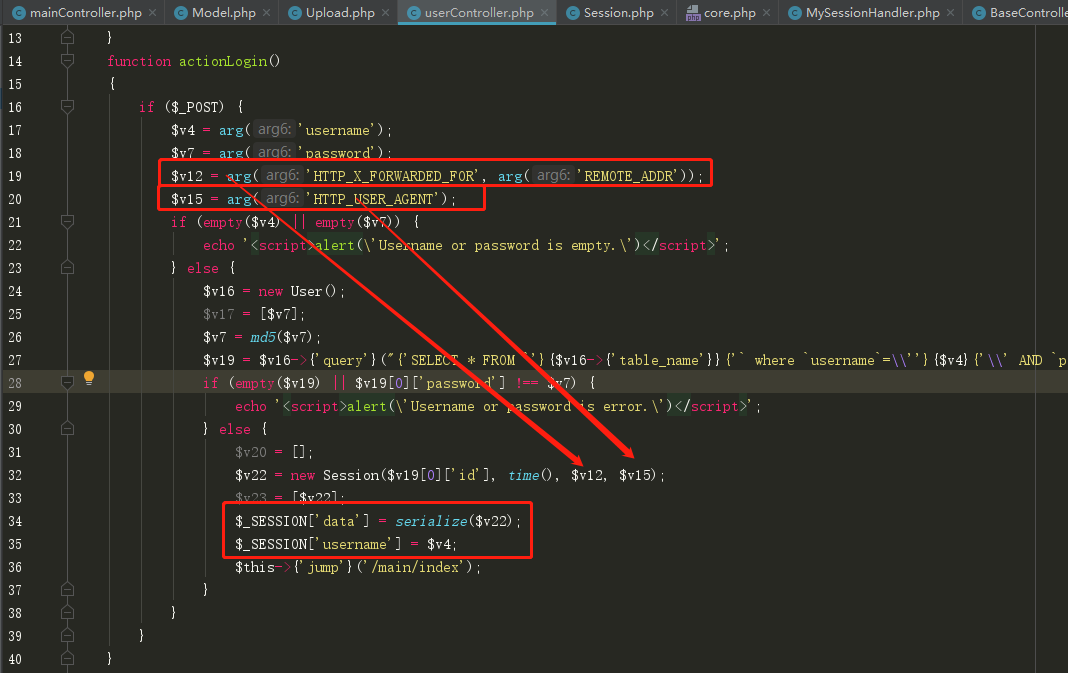 mainController.php × Model.php × Upload.php × userController.php × Session.php × core.php × MySessionHandler.php × BaseControlle
13 }
14 function actionLogin()
15 {
16 if ($_POST) {
17 $v4 = arg( arg6: 'username');
18 $v7 = arg( arg6: 'password');
19 $v12 = arg( arg6: 'HTTP_X_FORWARDED_FOR', arg( arg6: 'REMOTE_ADDR'));
20 $v15 = arg( arg6: 'HTTP_USER_AGENT');
21 if (empty($v4) || empty($v7)) {
22 echo '<script>alert(\'Username or password is empty.\')</script>';
23 } else {
24 $v16 = new User();
25 $v17 = [$v7];
26 $v7 = md5($v7);
27 $v19 = $v16->{'query'}("{'SELECT * FROM `'}{$v16->{'table_name'}}{'` where `username`=\\''}{$v4}{'\\' AND `p
28 if (empty($v19) || $v19[0]['password'] !== $v7) {
29 echo '<script>alert(\'Username or password is error.\')</script>';
30 } else {
31 $v20 = [];
32 $v22 = new Session($v19[0]['id'], time(), $v12, $v15);
33 $v23 = [$v22];
34 $_SESSION['data'] = serialize($v22);
35 $_SESSION['username'] = $v4;
36 $this->{'jump'}('/main/index');
37 }
38 }
39 }
40 }